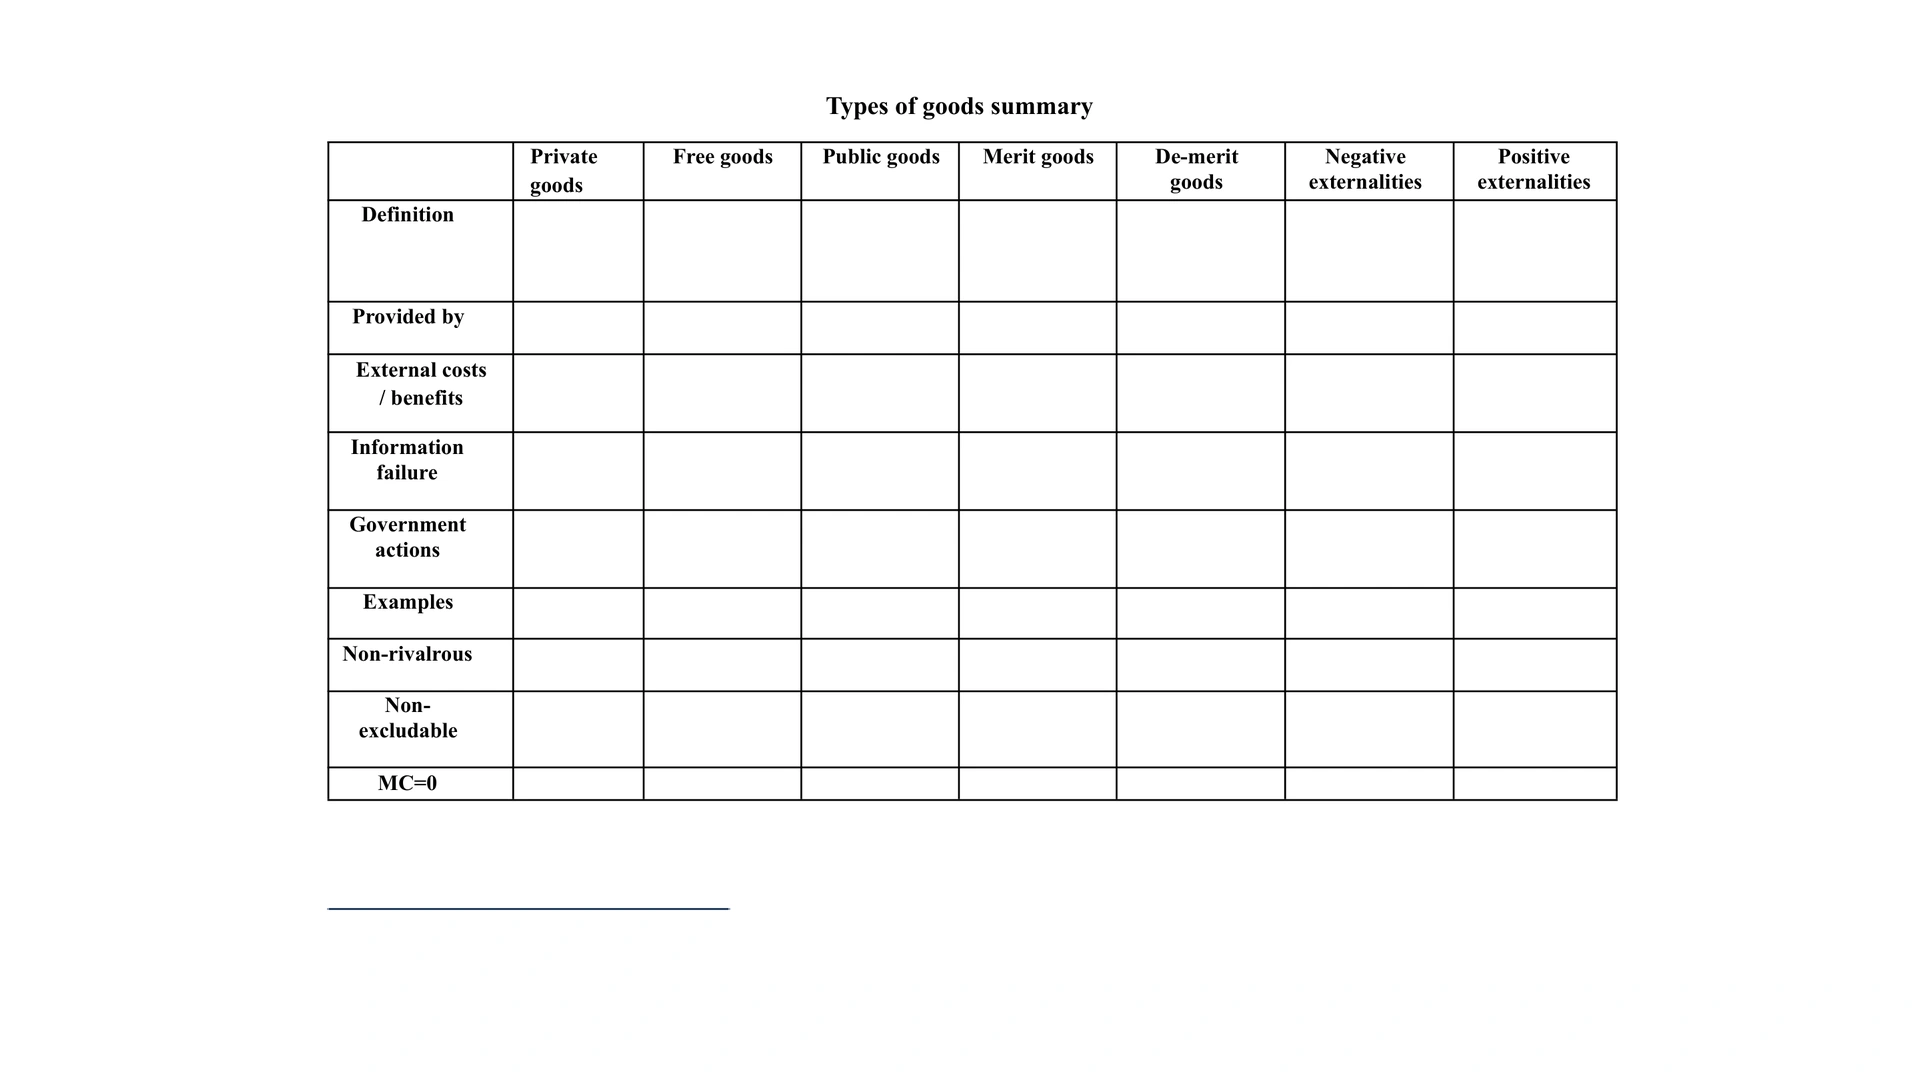 Types of goods summary
Private
goods
Free goods
Public goods
Merit goods
De-merit
goods
Negative
externalities
Positive
externalities
Definition
Provided by
External costs
/ benefits
Information
failure
Government
actions
Examples
Non-rivalrous
Non-
excludable
MC=0